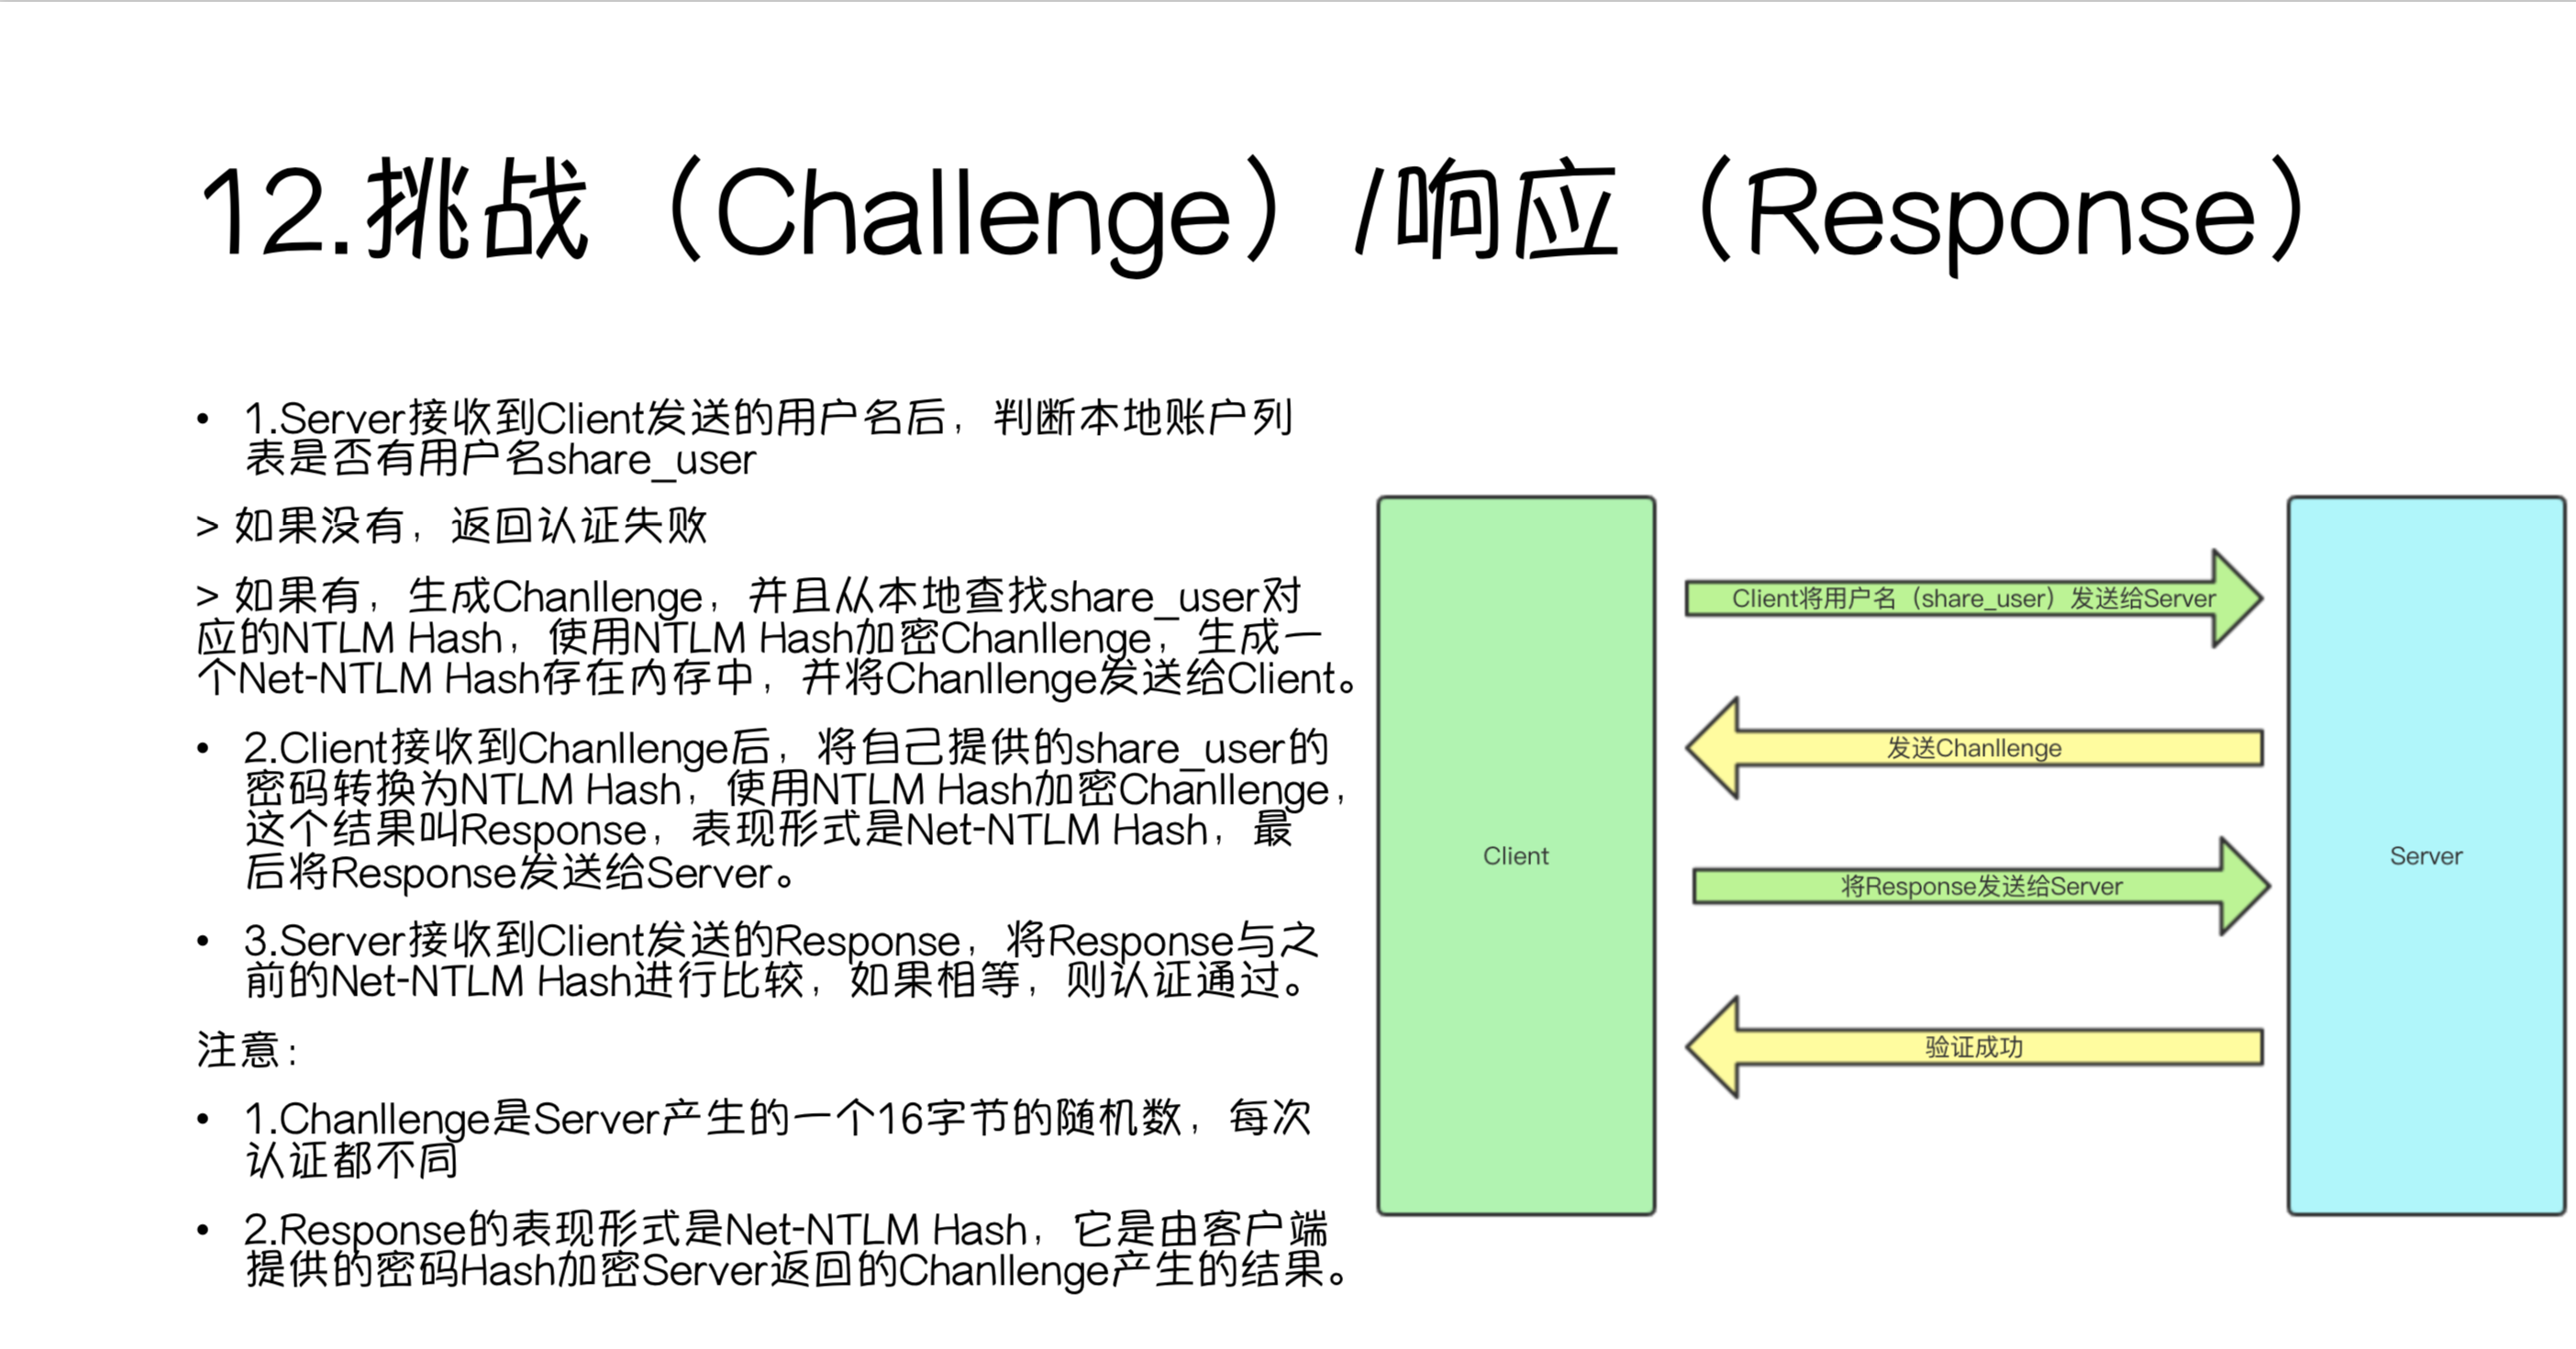 12.挑战（Challenge）/响应（Response）
• 1.Server接收到Client发送的用户名后，判断本地账户列
表是否有用户名share_user
> 如果没有，返回认证失败
> 如果有，生成Chanllenge，并且从本地查找share_user对
应的NTLM Hash，使用NTLM Hash加密Chanllenge，生成一
个Net-NTLM Hash存在内存中，并将Chanllenge发送给Client。
• 2.Client接收到Chanllenge后，将自己提供的share_user的
密码转换为NTLM Hash，使用NTLM Hash加密Chanllenge，
这个结果叫Response，表现形式是Net-NTLM Hash，最
后将Response发送给Server。
• 3.Server接收到Client发送的Response，将Response与之
前的Net-NTLM Hash进行比较，如果相等，则认证通过。
注意：
• 1.Chanllenge是Server产生的一个16字节的随机数，每次
认证都不同
• 2.Response的表现形式是Net-NTLM Hash，它是由客户端
提供的密码Hash加密Server返回的Chanllenge产生的结果。
Client
Client将用户名（share_user）发送给Server
发送Chanllenge
将Response发送给Server
验证成功
Server